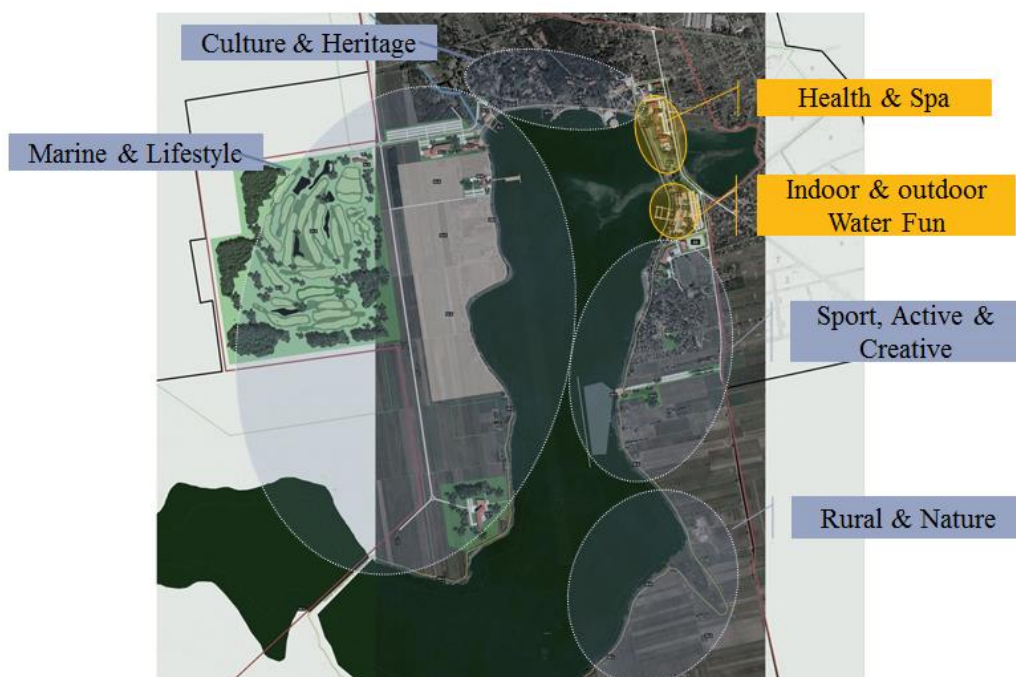 Culture & Heritage
Health & Spa
Marine & Lifestyle
Indoor & outdoor
Water Fun
Sport, Active &
Creative
Rural & Nature